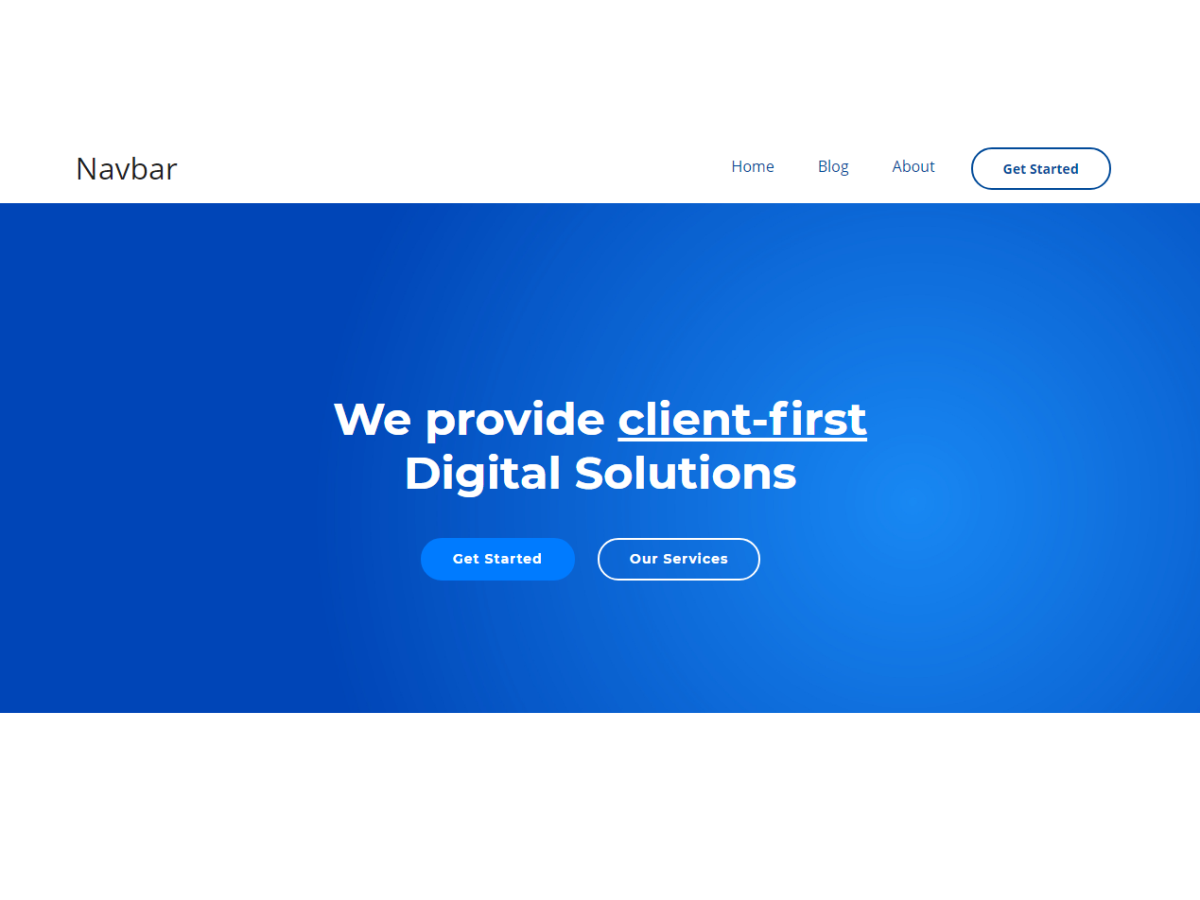 Navbar
Home Blog About Get Started
We provide client-first
Digital Solutions
Get Started Our Services